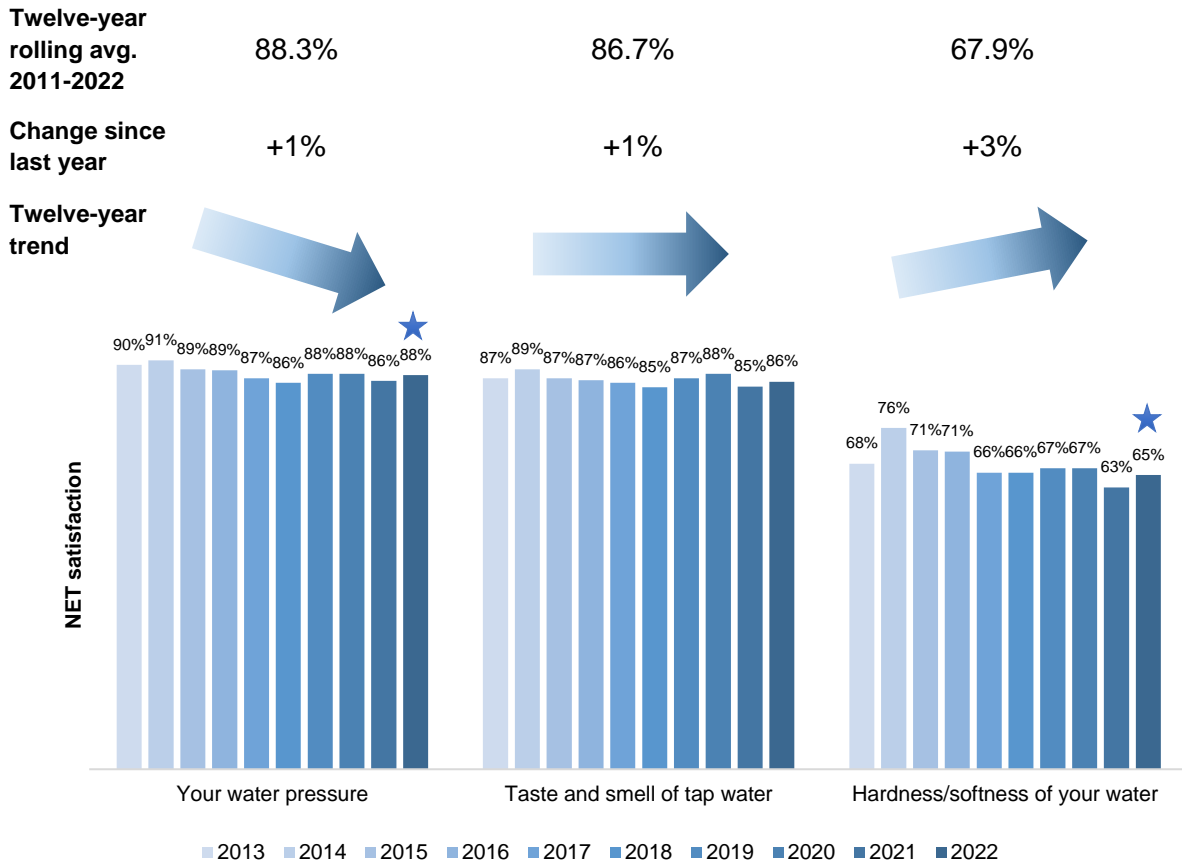 Twelve-year
rolling avg.
2011-2022
88.3% 86.7% 67.9%
Change since
last year
+1% +1% +3%
Twelve-year
trend
90% 91% 89% 89% 87% 86% 88% 88% 86% 88%
87% 89% 87% 87% 86% 85% 87% 88% 85% 86%
68% 76% 71% 71% 66% 66% 67% 67% 63% 65%
NET satisfaction
Your water pressure Taste and smell of tap water Hardness/softness of your water
2013 2014 2015 2016 2017 2018 2019 2020 2021 2022